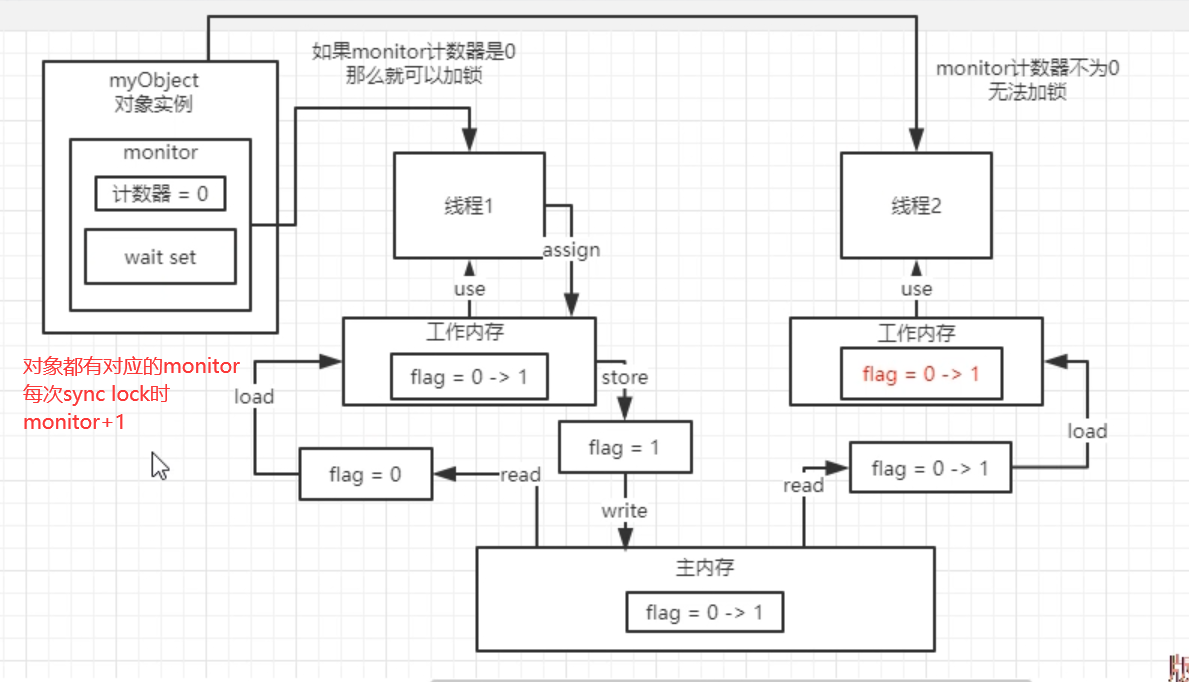 如果monitor计数器是0
那么就可以加锁
monitor计数器不为0
无法加锁
myObject
对象实例
monitor
计数器 = 0
wait set
线程1
线程2
assign
use
use
工作内存
flag = 0 -> 1
工作内存
flag = 0 -> 1
对象都有对应的monitor
每次sync lock时
monitor+1
load
store
load
flag = 0
read
flag = 1
write
read
flag = 0 -> 1
主内存
flag = 0 -> 1